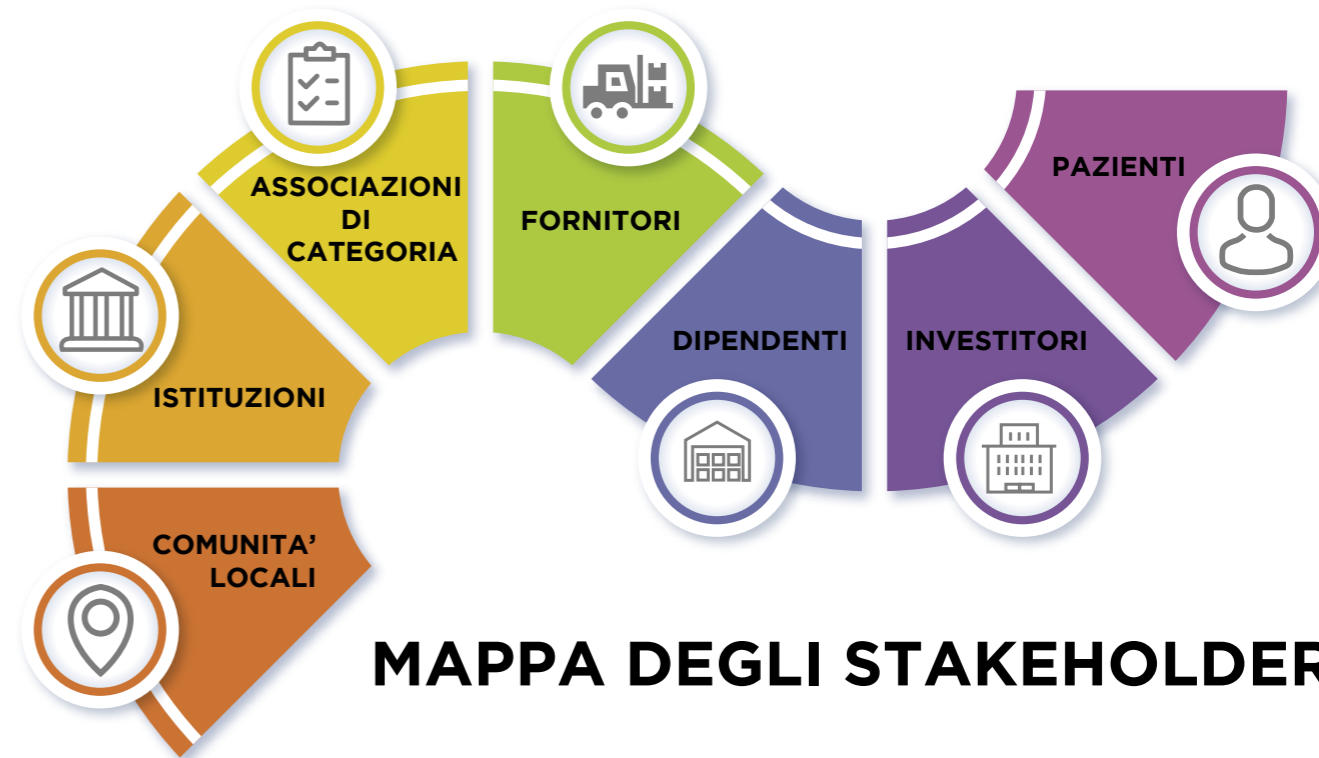 ASSOCIAZIONI
DI
CATEGORIA
FORNITORI
PAZIENTI
ISTITUZIONI
DIPENDENTI
INVESTITORI
COMUNITA’
LOCALI
MAPPA DEGLI STAKEHOLDER